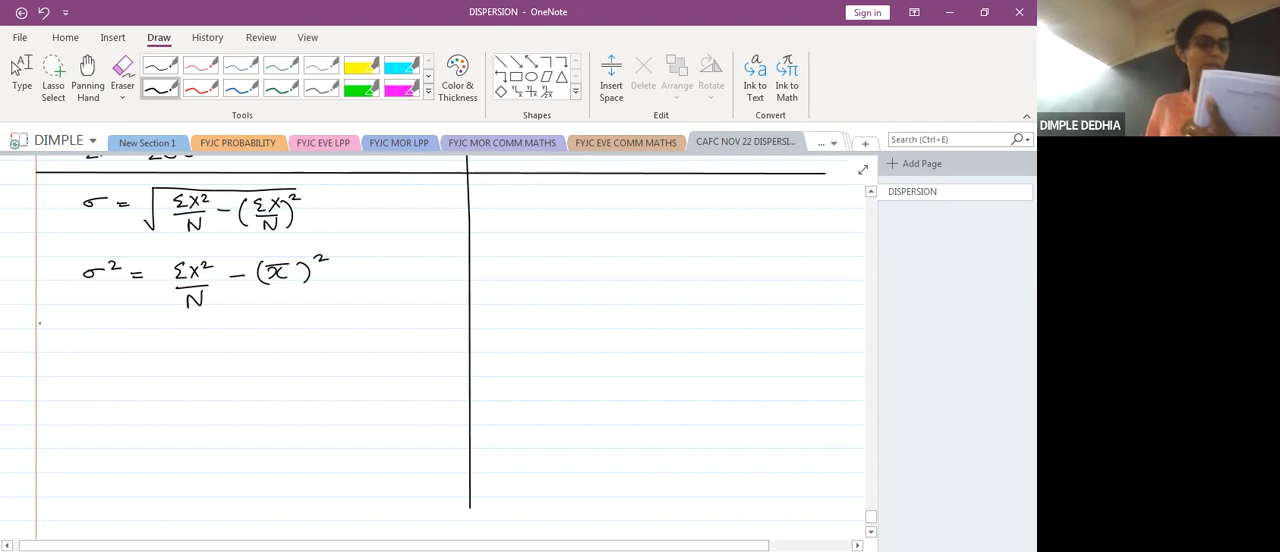 DISPERSION - OneNote
Sign in
File Home Insert Draw History Review View
Type
Lasso Select
Panning Hand
Eraser
Color & Thickness
Insert Space
Delete
Arrange
Rotate
Ink to Text
Ink to Math
Tools
Shapes
Edit
Convert
DIMPLE
New Section 1
FYJC PROBABILITY
FYJC EVE LPP
FYJC MOR LPP
FYJC MOR COMM MATHS
FYJC EVE COMM MATHS
CAFC NOV 22 DISPERSI...
Search (Ctrl+E)
Add Page
DISPERSION
DIMPLE DEDHIA
σ = √(Σx²/N - (Σx/N)²)
σ² = Σx²/N - (x̄)²